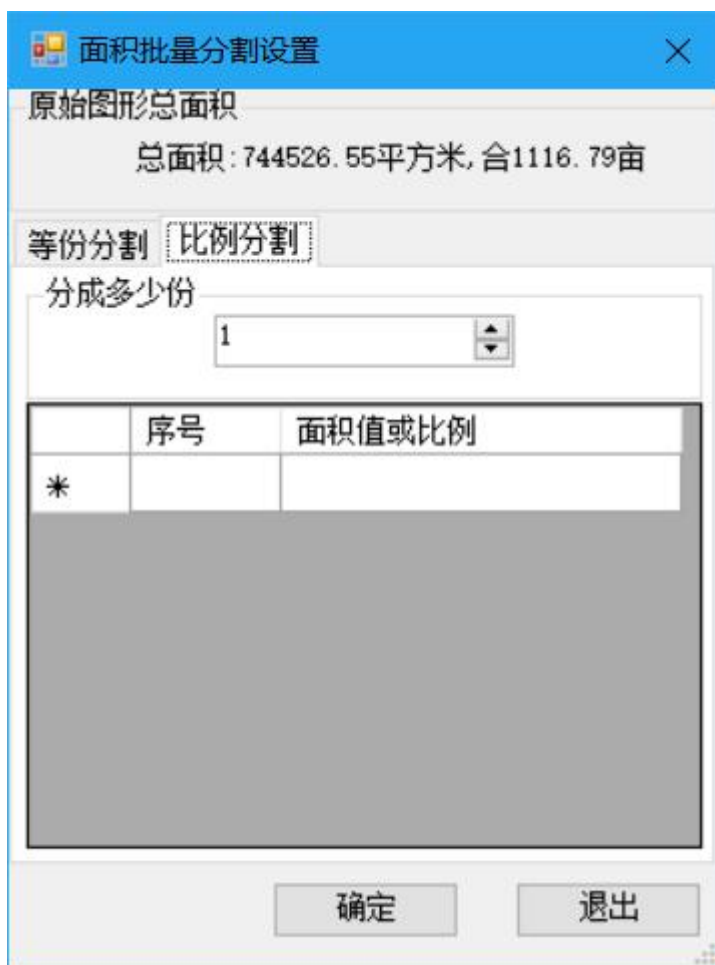 面积批量分割设置
原始图形总面积
总面积:744526.55平方米,合1116.79亩
等份分割 比例分割
分成多少份
1
序号 面积值或比例
*
确定 退出